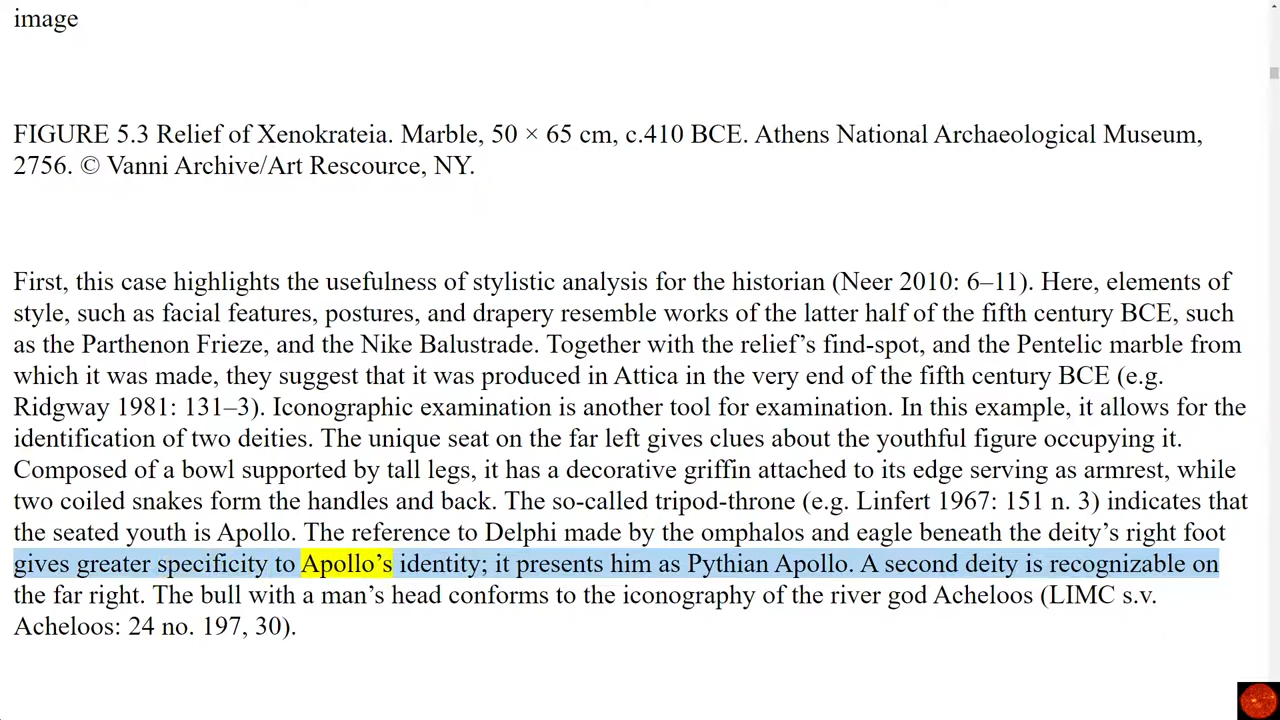 image
FIGURE 5.3 Relief of Xenokrateia. Marble, 50 × 65 cm, c.410 BCE. Athens National Archaeological Museum,
2756. © Vanni Archive/Art Rescource, NY.
First, this case highlights the usefulness of stylistic analysis for the historian (Neer 2010: 6–11). Here, elements of
style, such as facial features, postures, and drapery resemble works of the latter half of the fifth century BCE, such
as the Parthenon Frieze, and the Nike Balustrade. Together with the relief’s find-spot, and the Pentelic marble from
which it was made, they suggest that it was produced in Attica in the very end of the fifth century BCE (e.g.
Ridgway 1981: 131–3). Iconographic examination is another tool for examination. In this example, it allows for the
identification of two deities. The unique seat on the far left gives clues about the youthful figure occupying it.
Composed of a bowl supported by tall legs, it has a decorative griffin attached to its edge serving as armrest, while
two coiled snakes form the handles and back. The so-called tripod-throne (e.g. Linfert 1967: 151 n. 3) indicates that
the seated youth is Apollo. The reference to Delphi made by the omphalos and eagle beneath the deity’s right foot
gives greater specificity to Apollo’s identity; it presents him as Pythian Apollo. A second deity is recognizable on
the far right. The bull with a man’s head conforms to the iconography of the river god Acheloos (LIMC s.v.
Acheloos: 24 no. 197, 30).